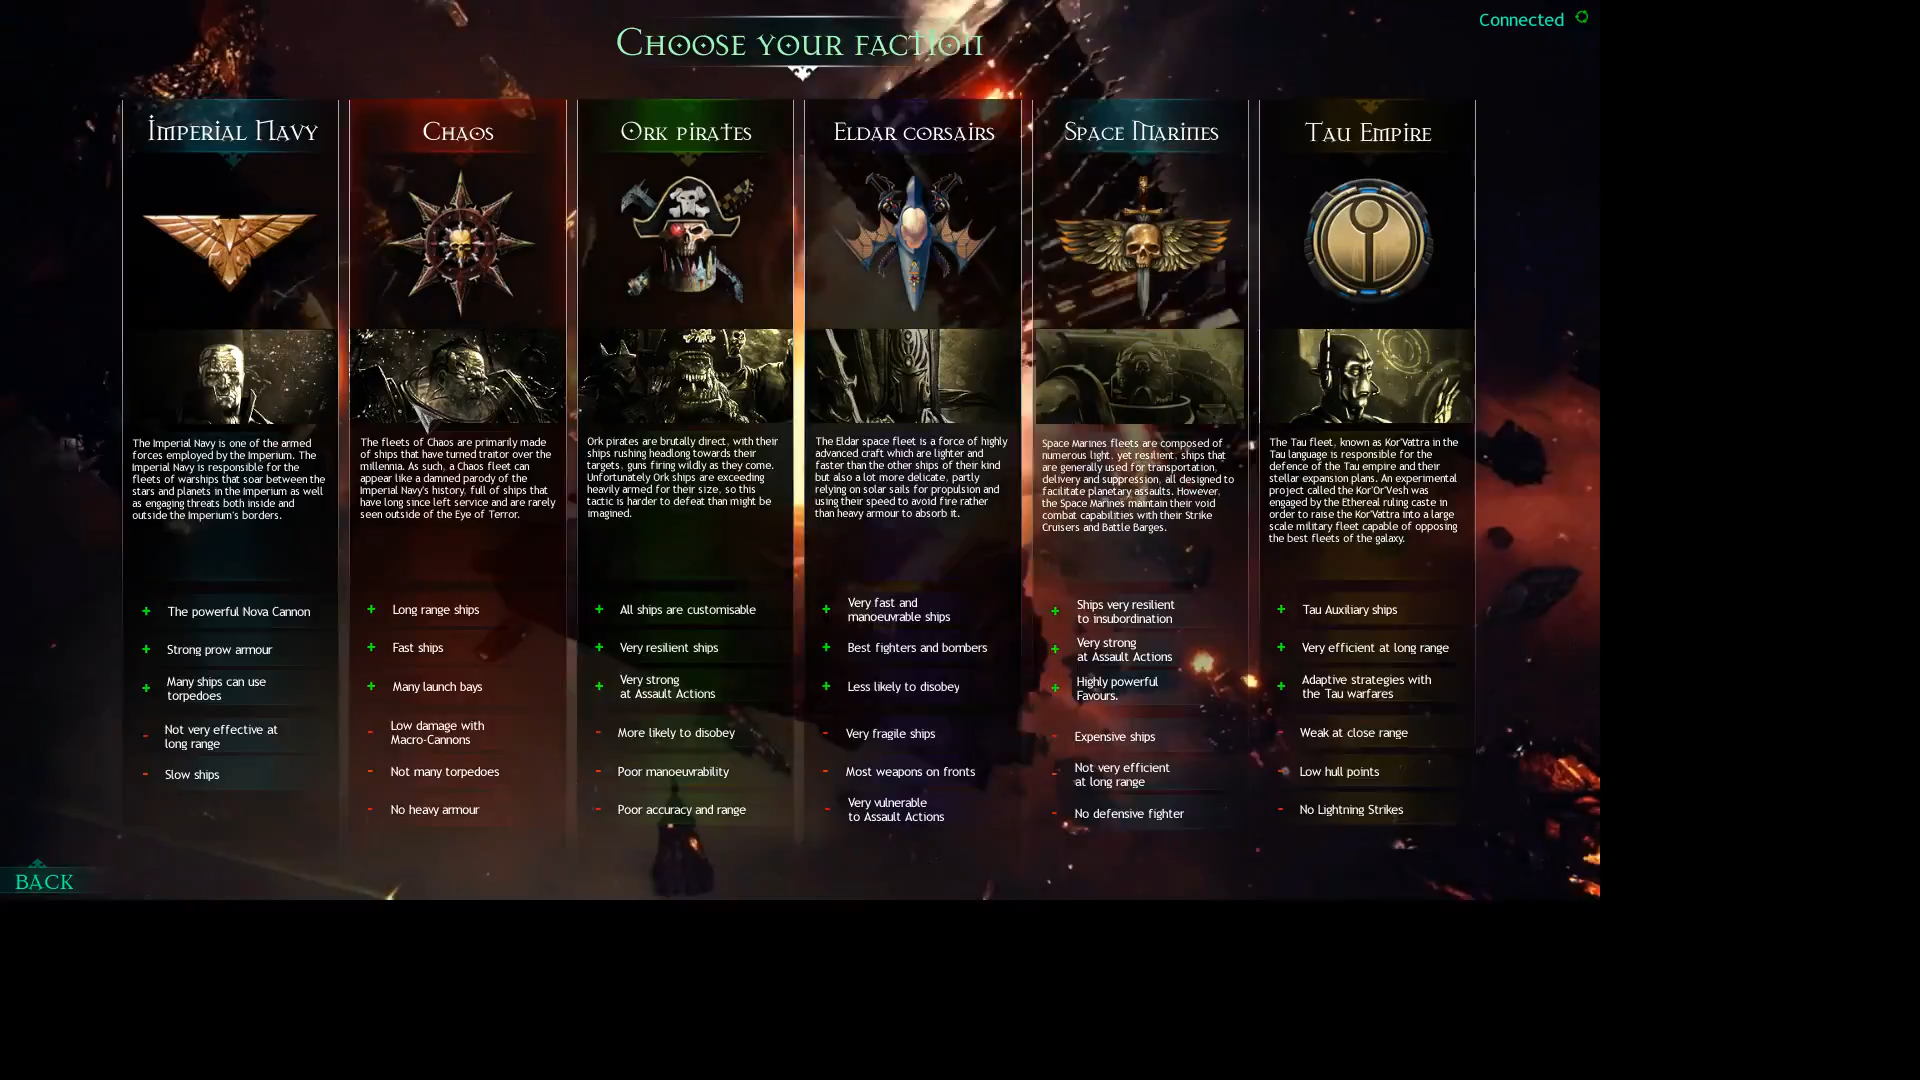 Connected
Choose your faction
Imperial Navy
The Imperial Navy is one of the armed
forces employed by the Imperium. The
Imperial Navy is responsible for the
fleets of warships that soar between the
stars and planets in the Imperium as well
as engaging threats both inside and
outside the Imperium's borders.
+ The powerful Nova Cannon
+ Strong prow armour
+ Many ships can use
torpedoes
- Not very effective at
long range
- Slow ships
Chaos
The fleets of Chaos are primarily made
of ships that have turned traitor over the
millennia. As such, a Chaos fleet can
appear like a damned parody of the
Imperial Navy's history, full of ships that
have long since left service and are rarely
seen outside of the Eye of Terror.
+ Long range ships
+ Fast ships
+ Many launch bays
- Low damage with
Macro-Cannons
- Not many torpedoes
- No heavy armour
Ork pirates
Ork pirates are brutally direct, with their
ships rushing headlong towards their
targets, guns firing wildly as they come.
Unfortunately Ork ships are exceeding
heavily armed for their size, so this
tactic is harder to defeat than might be
imagined.
+ All ships are customisable
+ Very resilient ships
+ Very strong
at Assault Actions
- More likely to disobey
- Poor manoeuvrability
- Poor accuracy and range
Eldar corsairs
The Eldar space fleet is a force of highly
advanced craft which are lighter and
faster than the other ships of their kind
but also a lot more delicate, partly
relying on solar sails for propulsion and
using their speed to avoid fire rather
than heavy armour to absorb it.
+ Very fast and
manoeuvrable ships
+ Best fighters and bombers
+ Less likely to disobey
- Very fragile ships
- Most weapons on fronts
- Very vulnerable
to Assault Actions
Space Marines
Space Marines fleets are composed of
numerous light, yet resilient, ships that
are generally used for transportation,
delivery and suppression, all designed to
facilitate planetary assaults. However,
the Space Marines maintain their void
combat capabilities with their Strike
Cruisers and Battle Barges.
+ Ships very resilient
to insubordination
+ Very strong
at Assault Actions
+ Highly powerful
Favours.
- Expensive ships
- Not very efficient
at long range
- No defensive fighter
Tau Empire
The Tau fleet, known as Kor'Vattra in the
Tau language is responsible for the
defence of the Tau empire and their
stellar expansion plans. An experimental
project called the Kor'Or'Vesh was
engaged by the Ethereal ruling caste in
order to raise the Kor'Vattra into a large
scale military fleet capable of opposing
the best fleets of the galaxy.
+ Tau Auxiliary ships
+ Very efficient at long range
+ Adaptive strategies with
the Tau warfares
- Weak at close range
- Low hull points
- No Lightning Strikes
BACK